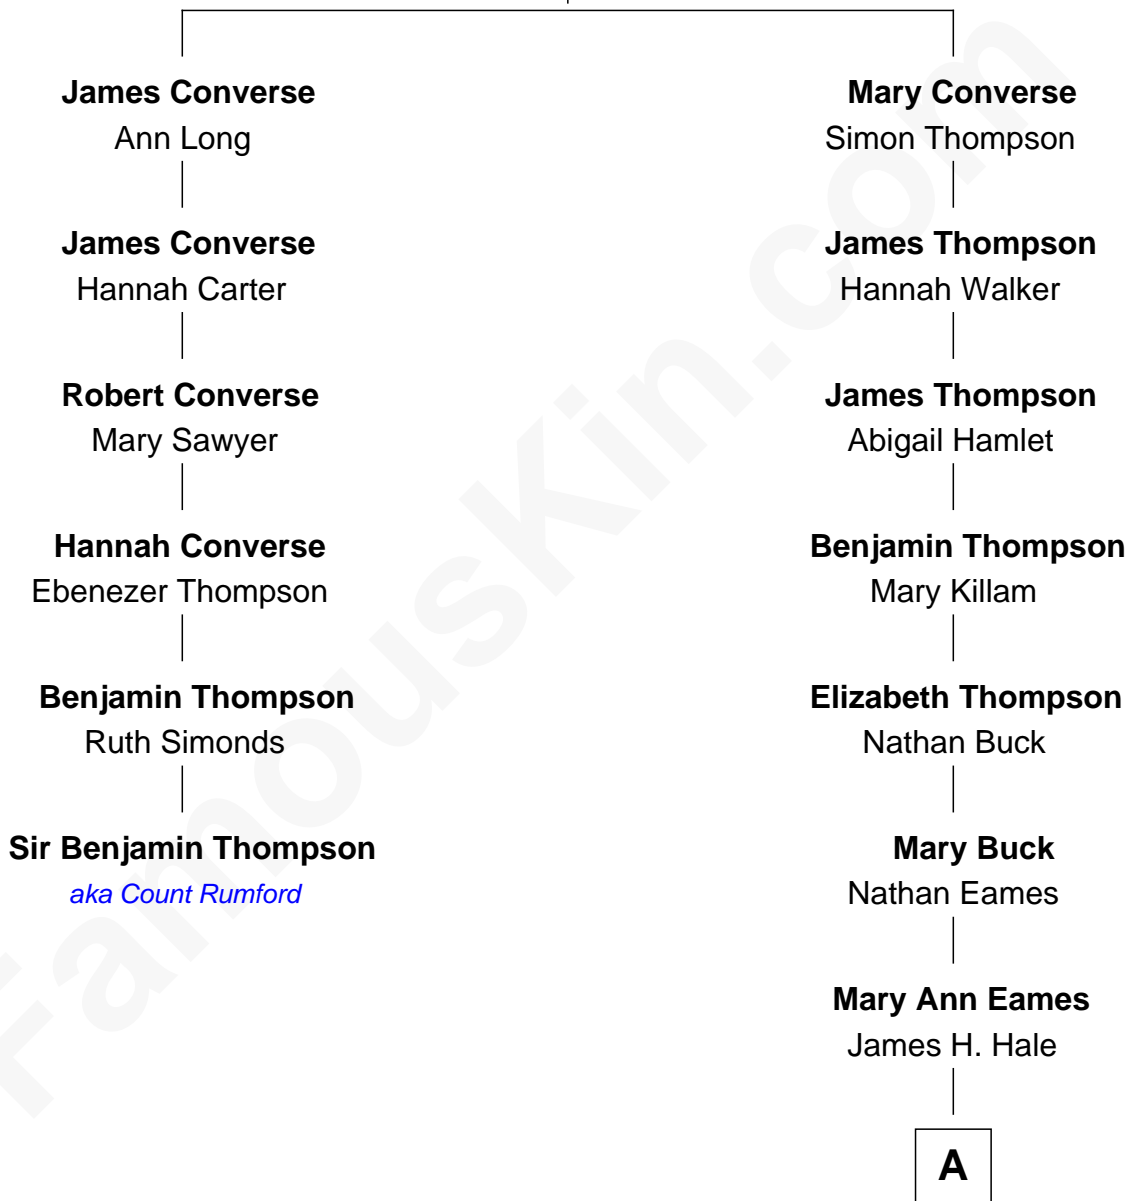 James Converse
Ann Long
James Converse
Hannah Carter
Robert Converse
Mary Sawyer
Hannah Converse
Ebenezer Thompson
Benjamin Thompson
Ruth Simonds
Sir Benjamin Thompson
aka Count Rumford
Mary Converse
Simon Thompson
James Thompson
Hannah Walker
James Thompson
Abigail Hamlet
Benjamin Thompson
Mary Killam
Elizabeth Thompson
Nathan Buck
Mary Buck
Nathan Eames
Mary Ann Eames
James H. Hale
A
FamousKin.com